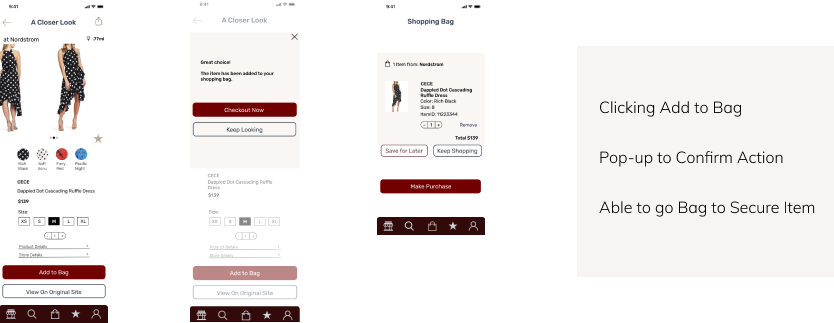 9:41
A Closer Look
at Nordstrom
.77mi
Rich Black
Soft Ecru
Fiery Red
Pacific Night
CECE
Dappled Dot Cascading Ruffle Dress
$139
Size:
XS S M L XL
- 1 +
Product Details +
Store Details +
Add to Bag
View On Original Site
9:41
A Closer Look
Great choice!
The item has been added to your
shopping bag.
Checkout Now
Keep Looking
CECE
Dappled Dot Cascading Ruffle
Dress
$139
Size:
XS S M L XL
- 1 +
Product Details +
Store Details +
Add to Bag
View On Original Site
9:41
Shopping Bag
1 item from: Nordstrom
CECE
Dappled Dot Cascading
Ruffle Dress
Color: Rich Black
Size: 8
ItemID: 11223344
- 1 + Remove
Total $139
Save for Later
Keep Shopping
Make Purchase
Clicking Add to Bag
Pop-up to Confirm Action
Able to go Bag to Secure Item